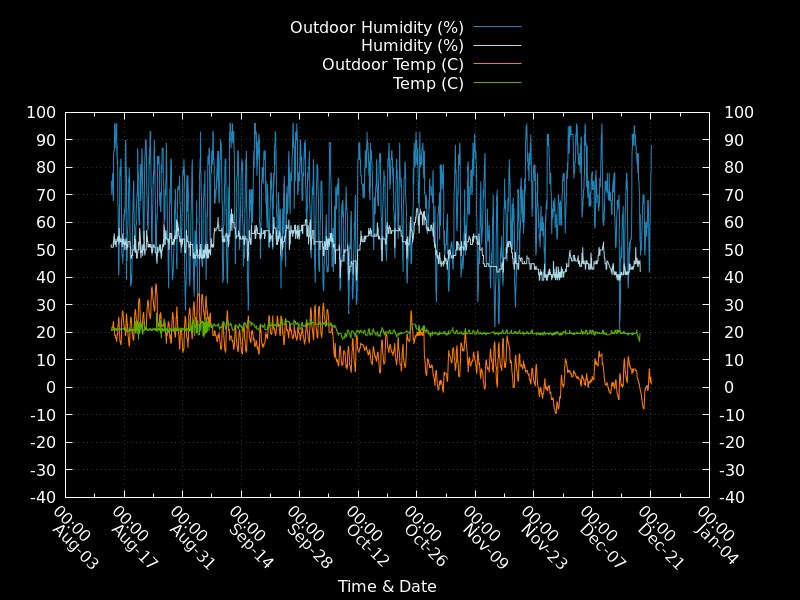 Outdoor Humidity (%)
Humidity (%)
Outdoor Temp (C)
Temp (C)
100 100
90 90
80 80
70 70
60 60
50 50
40 40
30 30
20 20
10 10
0 0
-10 -10
-20 -20
-30 -30
-40 -40
00:00 Aug-03
00:00 Aug-17
00:00 Aug-31
00:00 Sep-14
00:00 Sep-28
00:00 Oct-12
00:00 Oct-26
00:00 Nov-09
00:00 Nov-23
00:00 Dec-07
00:00 Dec-21
00:00 Jan-04
Time & Date